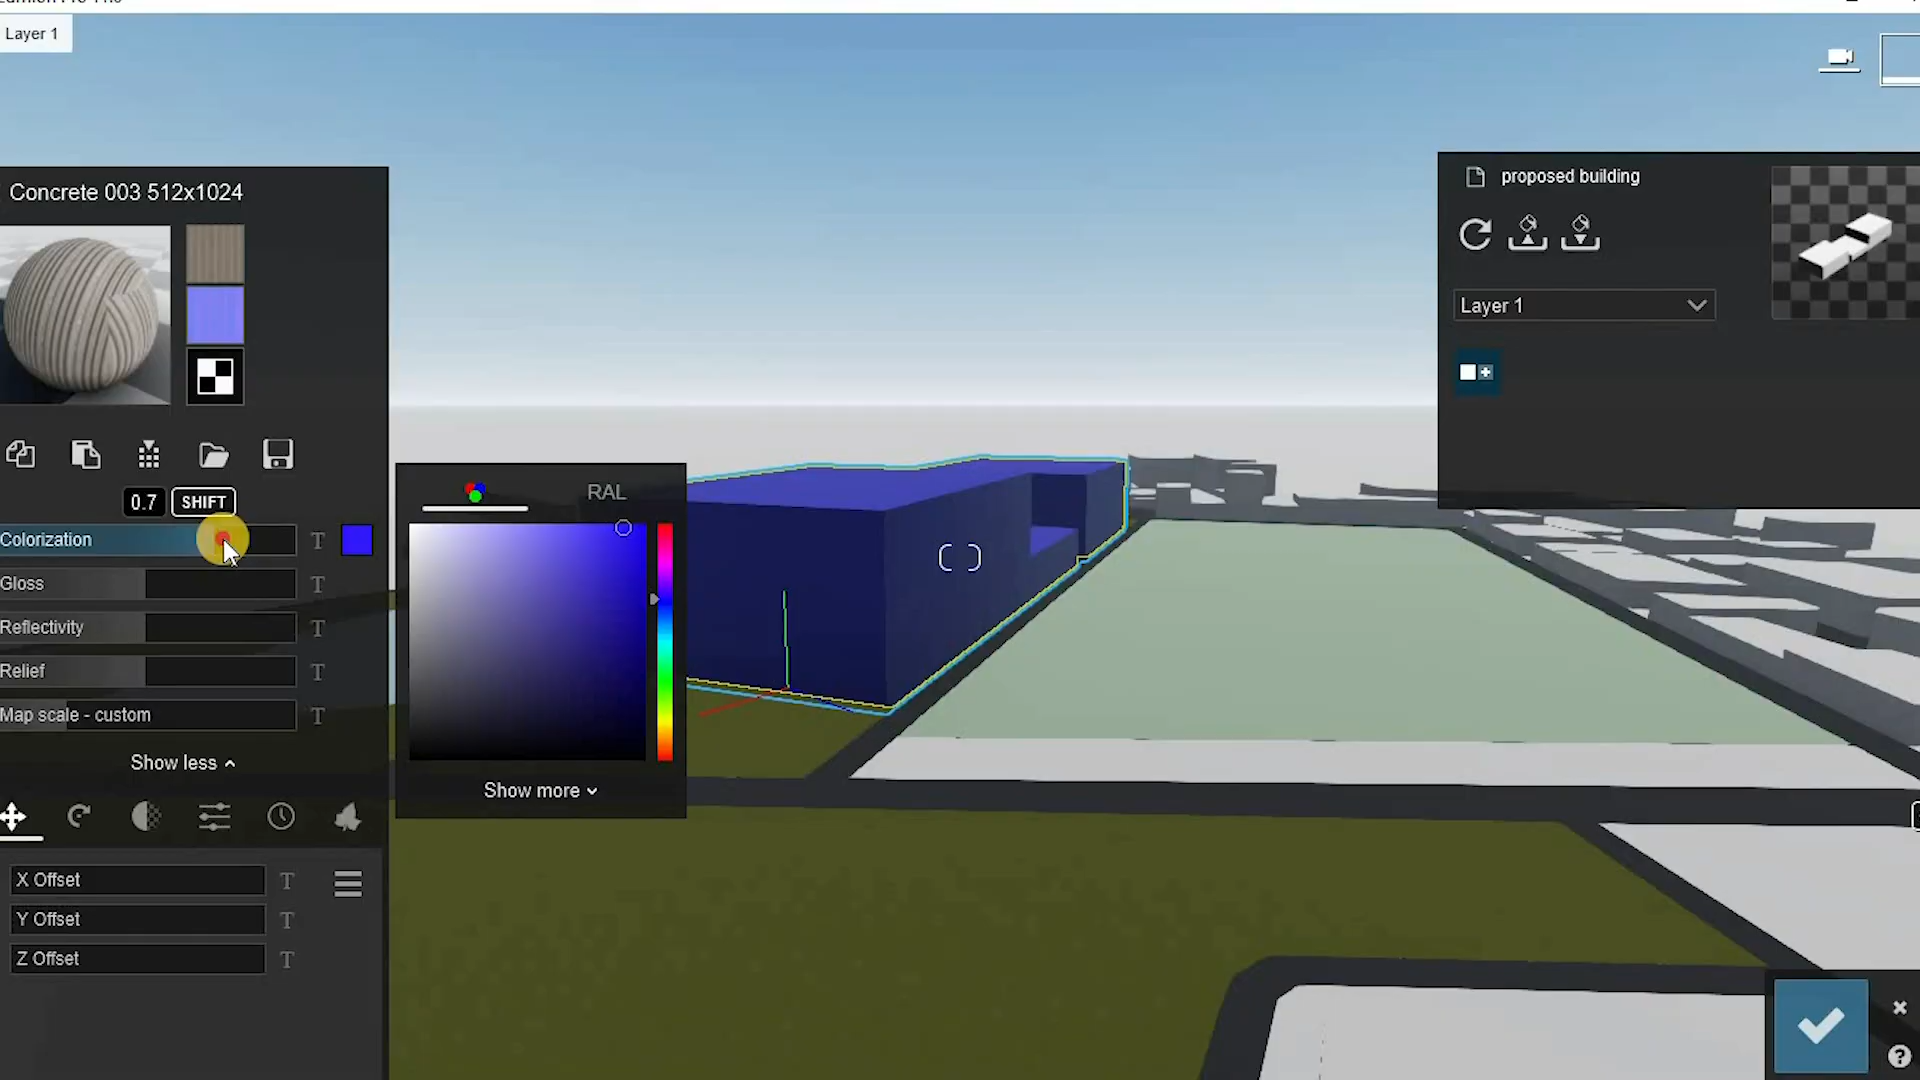 Layer 1
Concrete 003 512x1024
0.7 SHIFT
Colorization T
Gloss T
Reflectivity T
Relief T
Map scale - custom T
Show less
X Offset T
Y Offset T
Z Offset T
RAL
Show more
proposed building
Layer 1